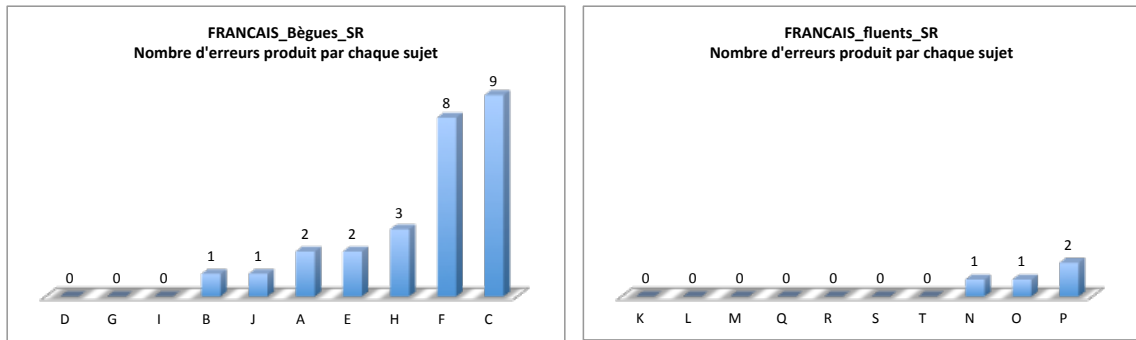 FRANCAIS_Bègues_SR
Nombre d'erreurs produit par chaque sujet
0 0 0 1 1 2 2 3 8 9
D G I B J A E H F C
FRANCAIS_fluents_SR
Nombre d'erreurs produit par chaque sujet
0 0 0 0 0 0 0 1 1 2
K L M Q R S T N O P